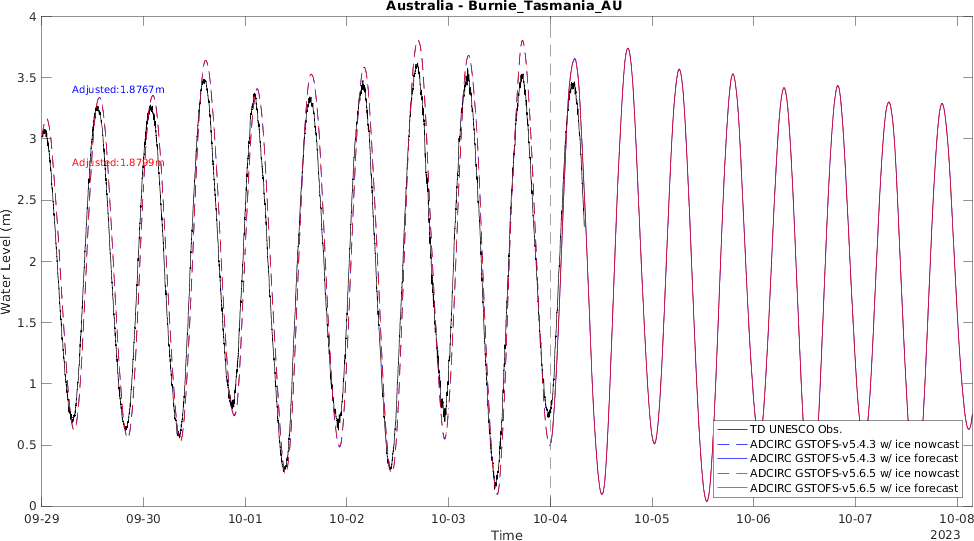 Australia - Burnie_Tasmania_AU
4
3.5
3
2.5
2
1.5
1
0.5
0
Water Level (m)
Adjusted:1.8767m
Adjusted:1.8799m
TD UNESCO Obs.
ADCIRC GSTOFS-v5.4.3 w/ ice nowcast
ADCIRC GSTOFS-v5.4.3 w/ ice forecast
ADCIRC GSTOFS-v5.6.5 w/ ice nowcast
ADCIRC GSTOFS-v5.6.5 w/ ice forecast
09-29 09-30 10-01 10-02 10-03 10-04 10-05 10-06 10-07 10-08
Time
2023